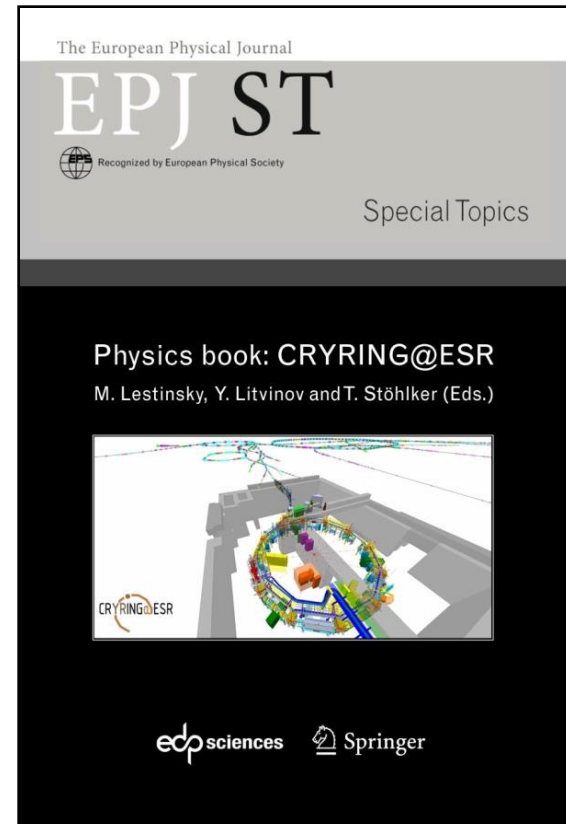 The European Physical Journal
EPJ ST
EPS Recognized by European Physical Society
Special Topics
Physics book: CRYRING@ESR
M. Lestinsky, Y. Litvinov and T. Stöhlker (Eds.)
CRYRING@ESR
edp sciences Springer